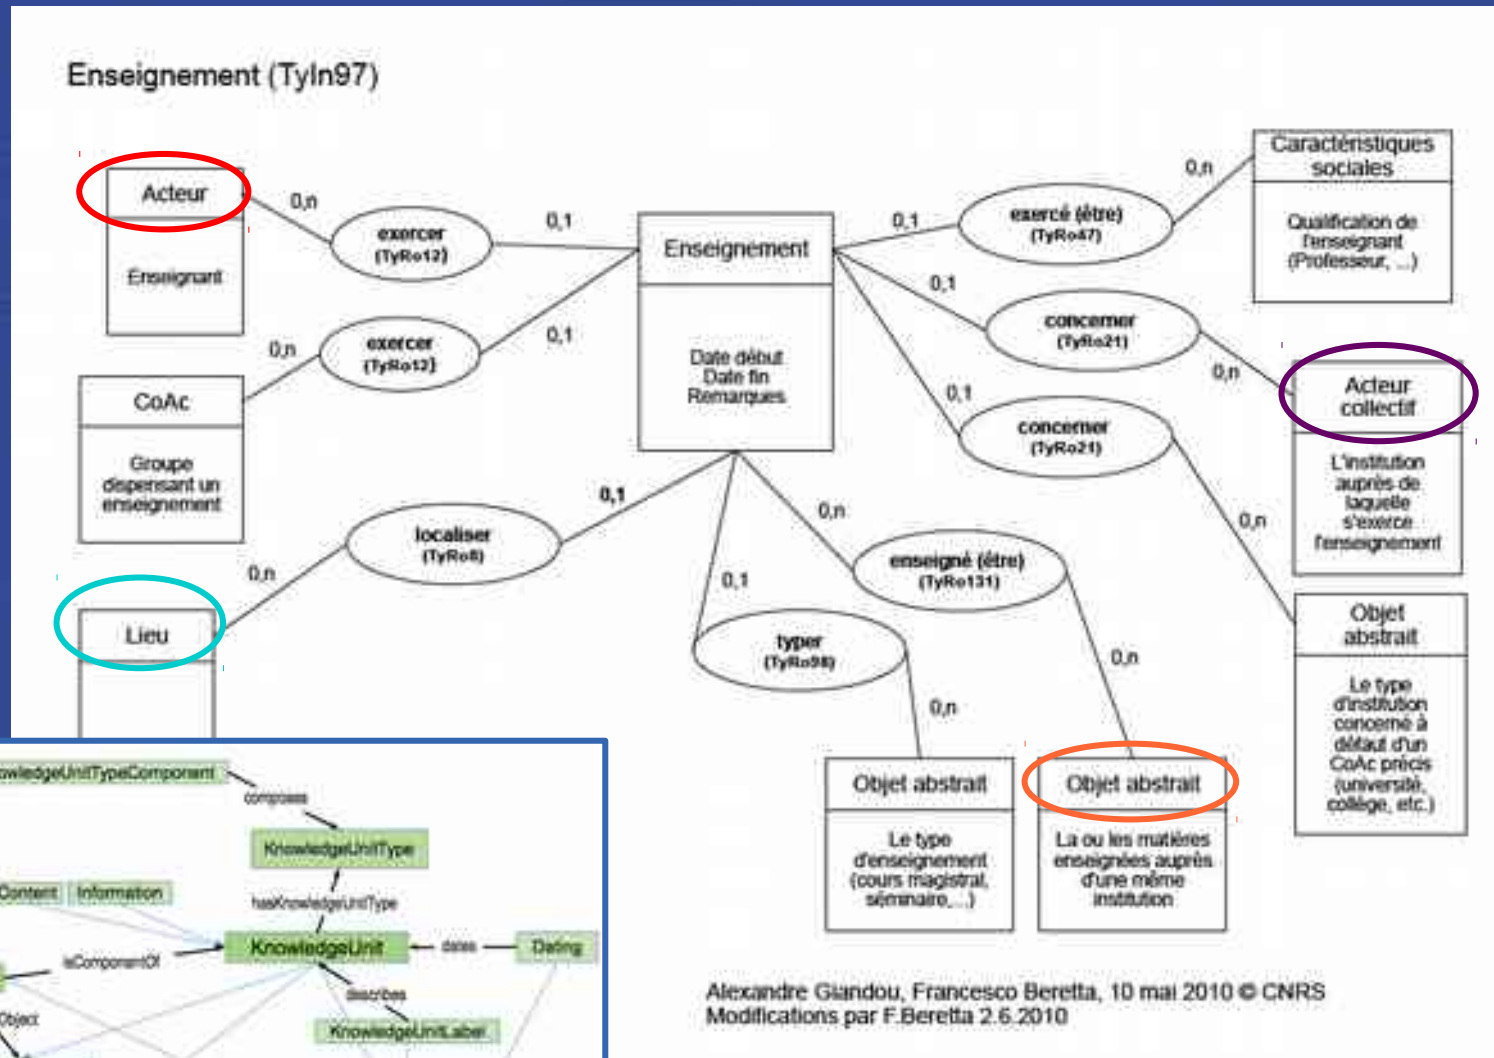 Enseignement (TyIn97)
Acteur
Enseignant
0,n
exercer
(TyRo12)
0,1
CoAc
Groupe
dispensant un
enseignement
0,n
exercer
(TyRo12)
0,1
Lieu
0,n
localiser
(TyRo8)
0,1
Enseignement
Date début
Date fin
Remarques
0,1
exercé (être)
(TyRo47)
0,n
Caractéristiques
sociales
Qualification de
l'enseignant
(Professeur, ...)
0,1
concerner
(TyRo21)
0,n
Acteur
collectif
L'institution
auprès de
laquelle
s'exerce
l'enseignement
0,1
concerner
(TyRo21)
0,n
Objet
abstrait
Le type
d'institution
concerné à
défaut d'un
CoAc précis
(université,
collège, etc.)
0,n
enseigné (être)
(TyRo131)
0,n
Objet abstrait
La ou les matières
enseignées auprès
d'une même
institution
0,1
typer
(TyRo98)
0,n
Objet abstrait
Le type
d'enseignement
(cours magistral,
séminaire,...)
owledgeUnitTypeComponent
composes
KnowledgeUnitType
Content
Information
hasKnowledgeUnitType
KnowledgeUnit
dates
Dating
isComponentOf
describes
Object
KnowledgeUnitLabel
Alexandre Giandou, Francesco Beretta, 10 mai 2010 © CNRS
Modifications par F.Beretta 2.6.2010